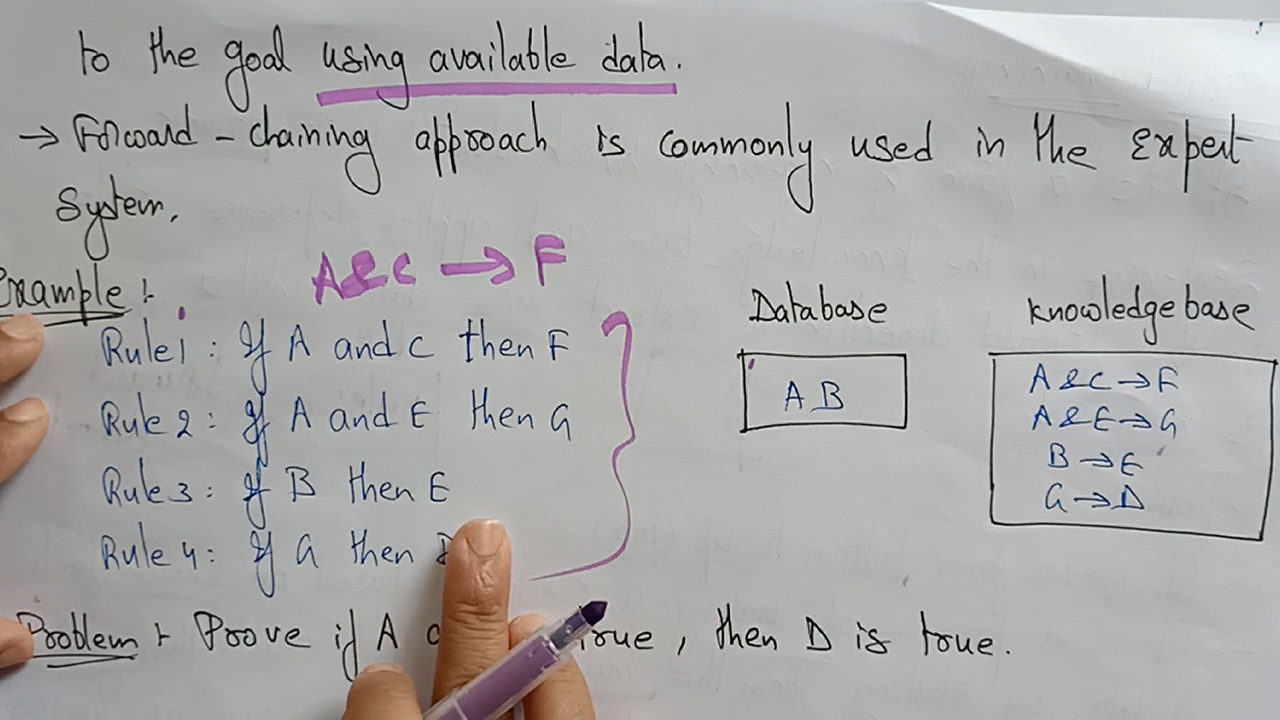 to the goal using available data.
→ Forward-chaining approach is commonly used in the Expert
System.
Example:
A&C → F
Rule1 : If A and C then F
Rule 2 : If A and E then G
Rule3 : If B then E
Rule 4 : If G then D
Database
A B
knowledge base
A & C → F
A & E → G
B → E
G → D
Problem : Prove if A true, then D is true.